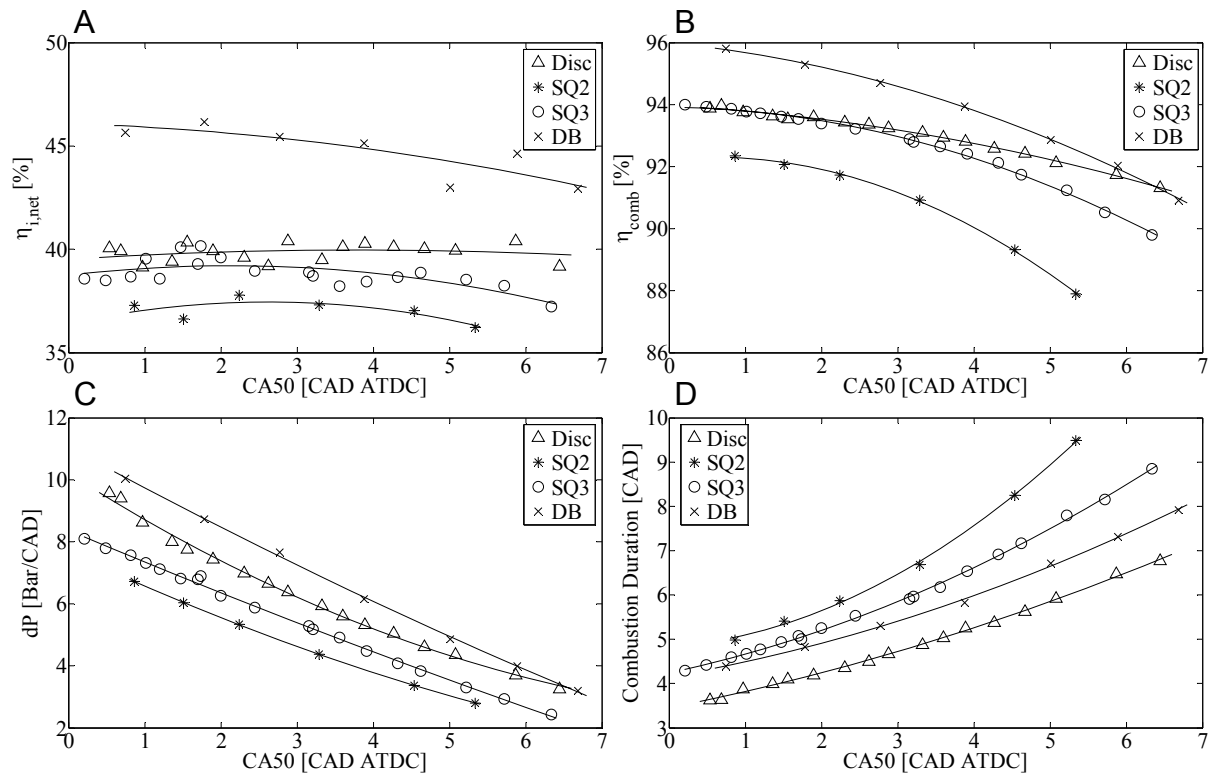 A
50
45
40
35
0 1 2 3 4 5 6 7
η i,net [%]
CA50 [CAD ATDC]
Disc
SQ2
SQ3
DB
B
96
94
92
90
88
86
0 1 2 3 4 5 6 7
η comb [%]
CA50 [CAD ATDC]
Disc
SQ2
SQ3
DB
C
12
10
8
6
4
2
0 1 2 3 4 5 6 7
dP [Bar/CAD]
CA50 [CAD ATDC]
Disc
SQ2
SQ3
DB
D
10
9
8
7
6
5
4
3
0 1 2 3 4 5 6 7
Combustion Duration [CAD]
CA50 [CAD ATDC]
Disc
SQ2
SQ3
DB